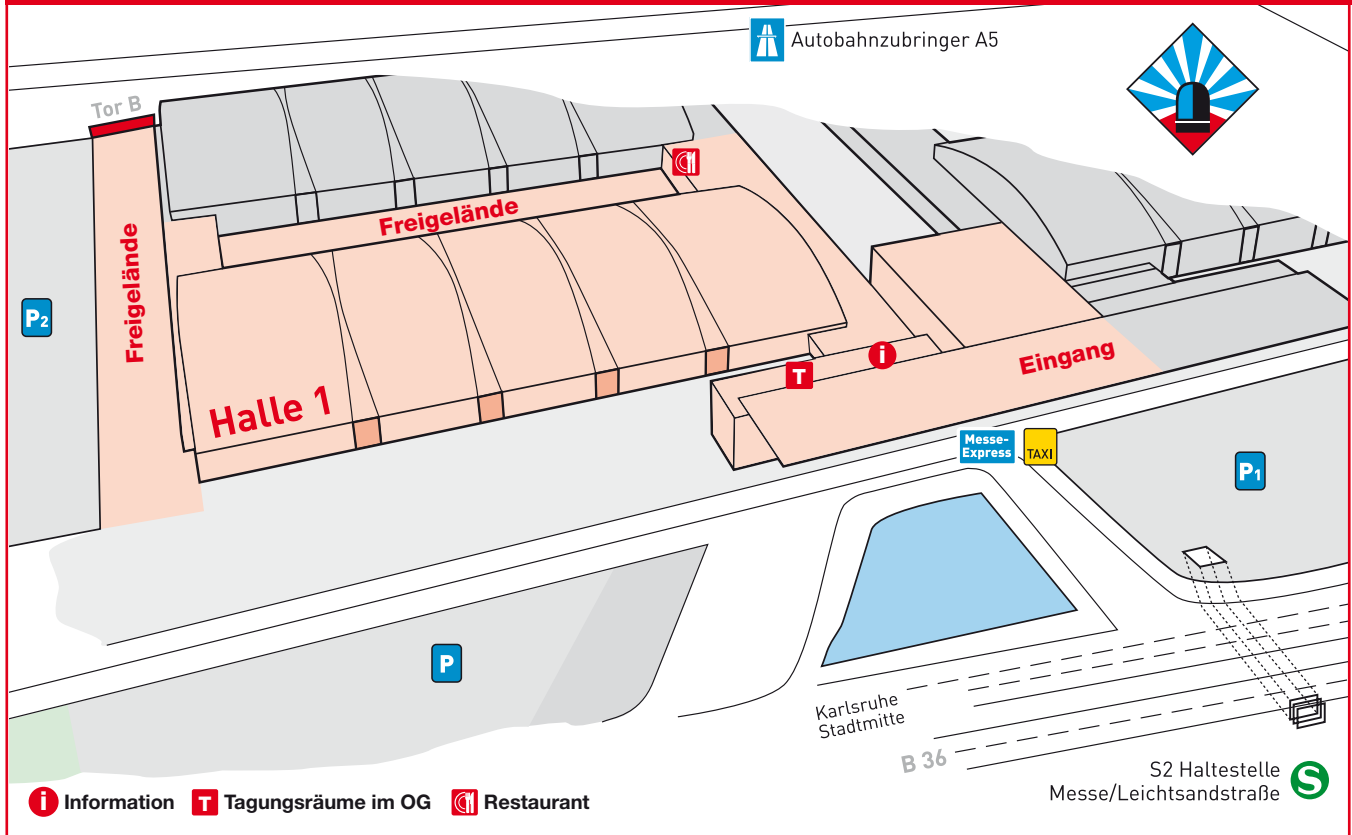 Autobahnzubringer A5
Tor B
Freigelände
Freigelände
P2
Halle 1
Eingang
i
T
Messe-
Express
TAXI
P1
P
Karlsruhe
Stadtmitte
B 36
S2 Haltestelle
Messe/Leichtsandstraße
S
i Information T Tagungsräume im OG Restaurant